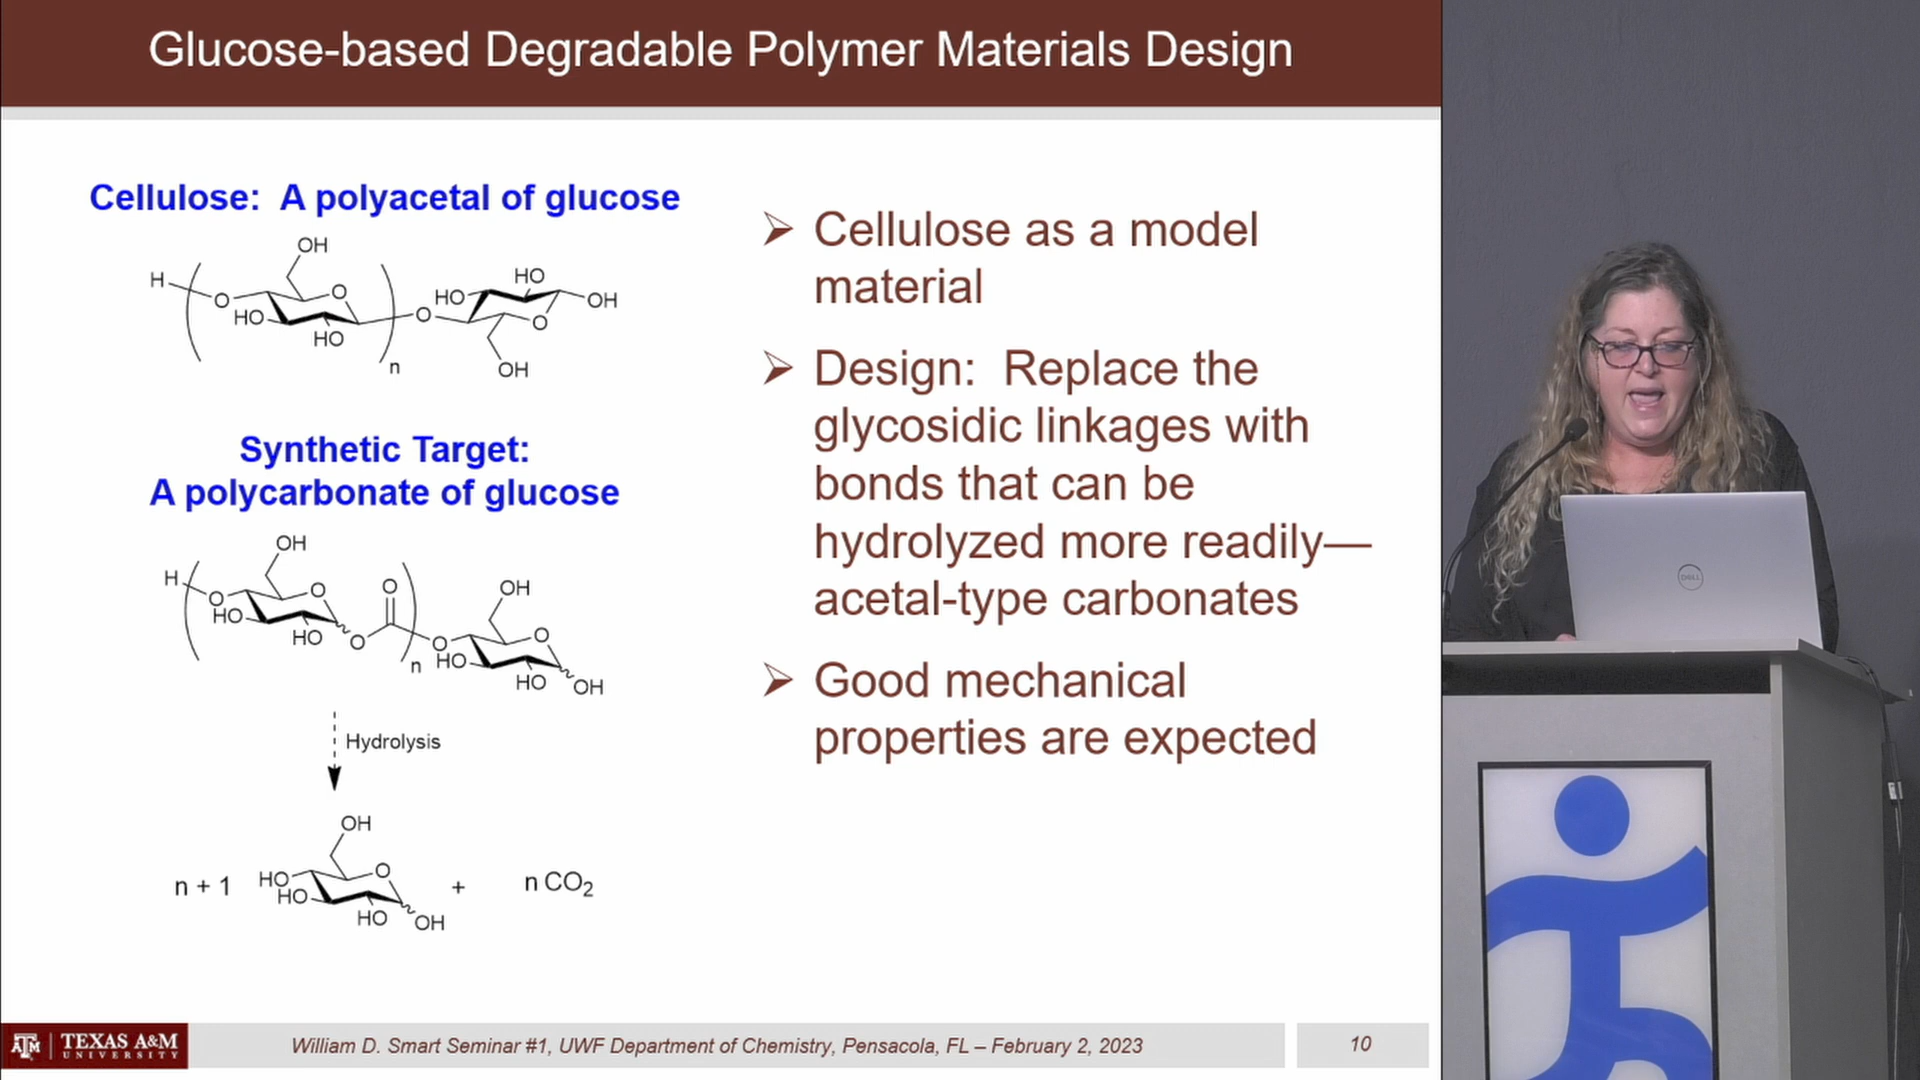 Glucose-based Degradable Polymer Materials Design
Cellulose: A polyacetal of glucose
OH
H
O
O
HO
HO
n
O
HO
HO
OH
O
OH
Synthetic Target:
A polycarbonate of glucose
OH
H
O
O
HO
HO
O
O
n
OH
O
O
HO
HO
OH
Hydrolysis
n + 1
OH
O
HO
HO
HO
OH
+
n CO2
➢ Cellulose as a model
material
➢ Design: Replace the
glycosidic linkages with
bonds that can be
hydrolyzed more readily—
acetal-type carbonates
➢ Good mechanical
properties are expected
DELL
ATM
TEXAS A&M
UNIVERSITY
William D. Smart Seminar #1, UWF Department of Chemistry, Pensacola, FL – February 2, 2023
10